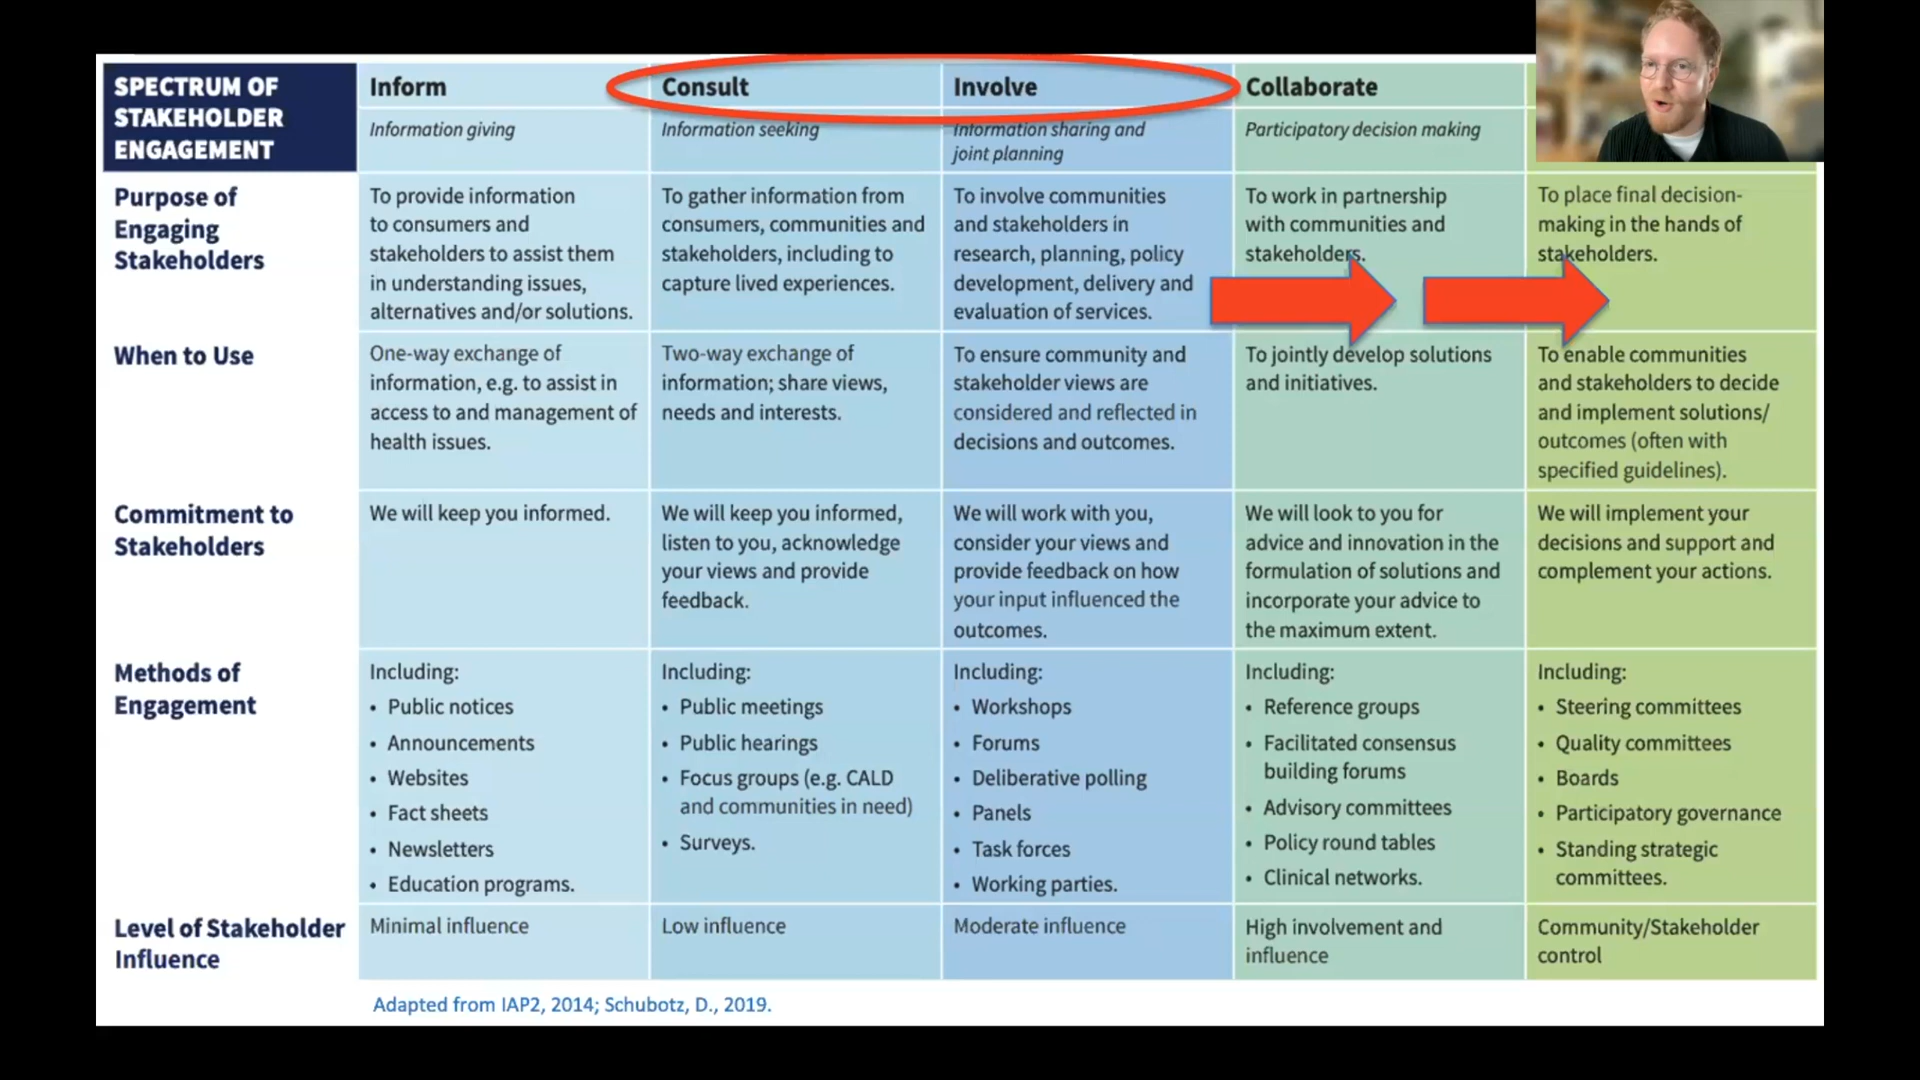 SPECTRUM OF
STAKEHOLDER
ENGAGEMENT
Inform
Consult
Involve
Collaborate
Information giving
Information seeking
Information sharing and
joint planning
Participatory decision making
Purpose of
Engaging
Stakeholders
To provide information
to consumers and
stakeholders to assist them
in understanding issues,
alternatives and/or solutions.
To gather information from
consumers, communities and
stakeholders, including to
capture lived experiences.
To involve communities
and stakeholders in
research, planning, policy
development, delivery and
evaluation of services.
To work in partnership
with communities and
stakeholders.
To place final decision-
making in the hands of
stakeholders.
When to Use
One-way exchange of
information, e.g. to assist in
access to and management of
health issues.
Two-way exchange of
information; share views,
needs and interests.
To ensure community and
stakeholder views are
considered and reflected in
decisions and outcomes.
To jointly develop solutions
and initiatives.
To enable communities
and stakeholders to decide
and implement solutions/
outcomes (often with
specified guidelines).
Commitment to
Stakeholders
We will keep you informed.
We will keep you informed,
listen to you, acknowledge
your views and provide
feedback.
We will work with you,
consider your views and
provide feedback on how
your input influenced the
outcomes.
We will look to you for
advice and innovation in the
formulation of solutions and
incorporate your advice to
the maximum extent.
We will implement your
decisions and support and
complement your actions.
Methods of
Engagement
Including:
• Public notices
• Announcements
• Websites
• Fact sheets
• Newsletters
• Education programs.
Including:
• Public meetings
• Public hearings
• Focus groups (e.g. CALD
and communities in need)
• Surveys.
Including:
• Workshops
• Forums
• Deliberative polling
• Panels
• Task forces
• Working parties.
Including:
• Reference groups
• Facilitated consensus
building forums
• Advisory committees
• Policy round tables
• Clinical networks.
Including:
• Steering committees
• Quality committees
• Boards
• Participatory governance
• Standing strategic
committees.
Level of Stakeholder
Influence
Minimal influence
Low influence
Moderate influence
High involvement and
influence
Community/Stakeholder
control
Adapted from IAP2, 2014; Schubotz, D., 2019.